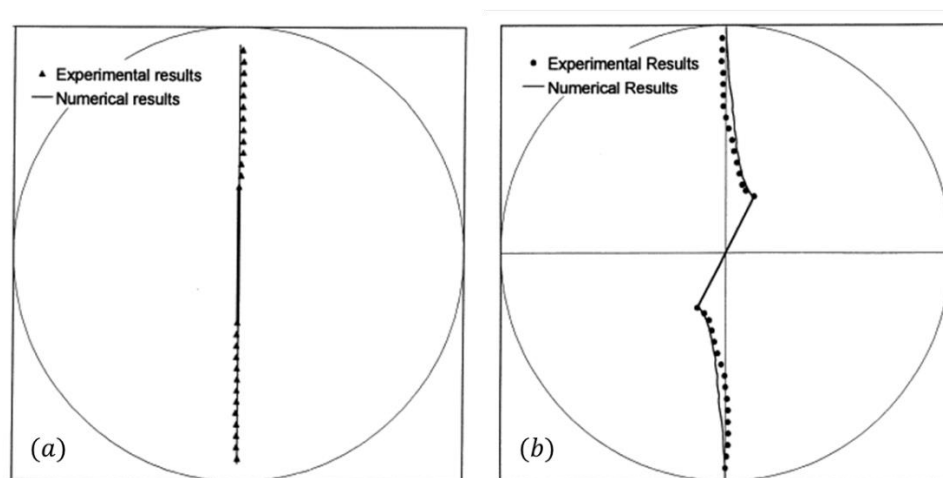 Experimental results
Numerical results
(a)
Experimental Results
Numerical Results
(b)